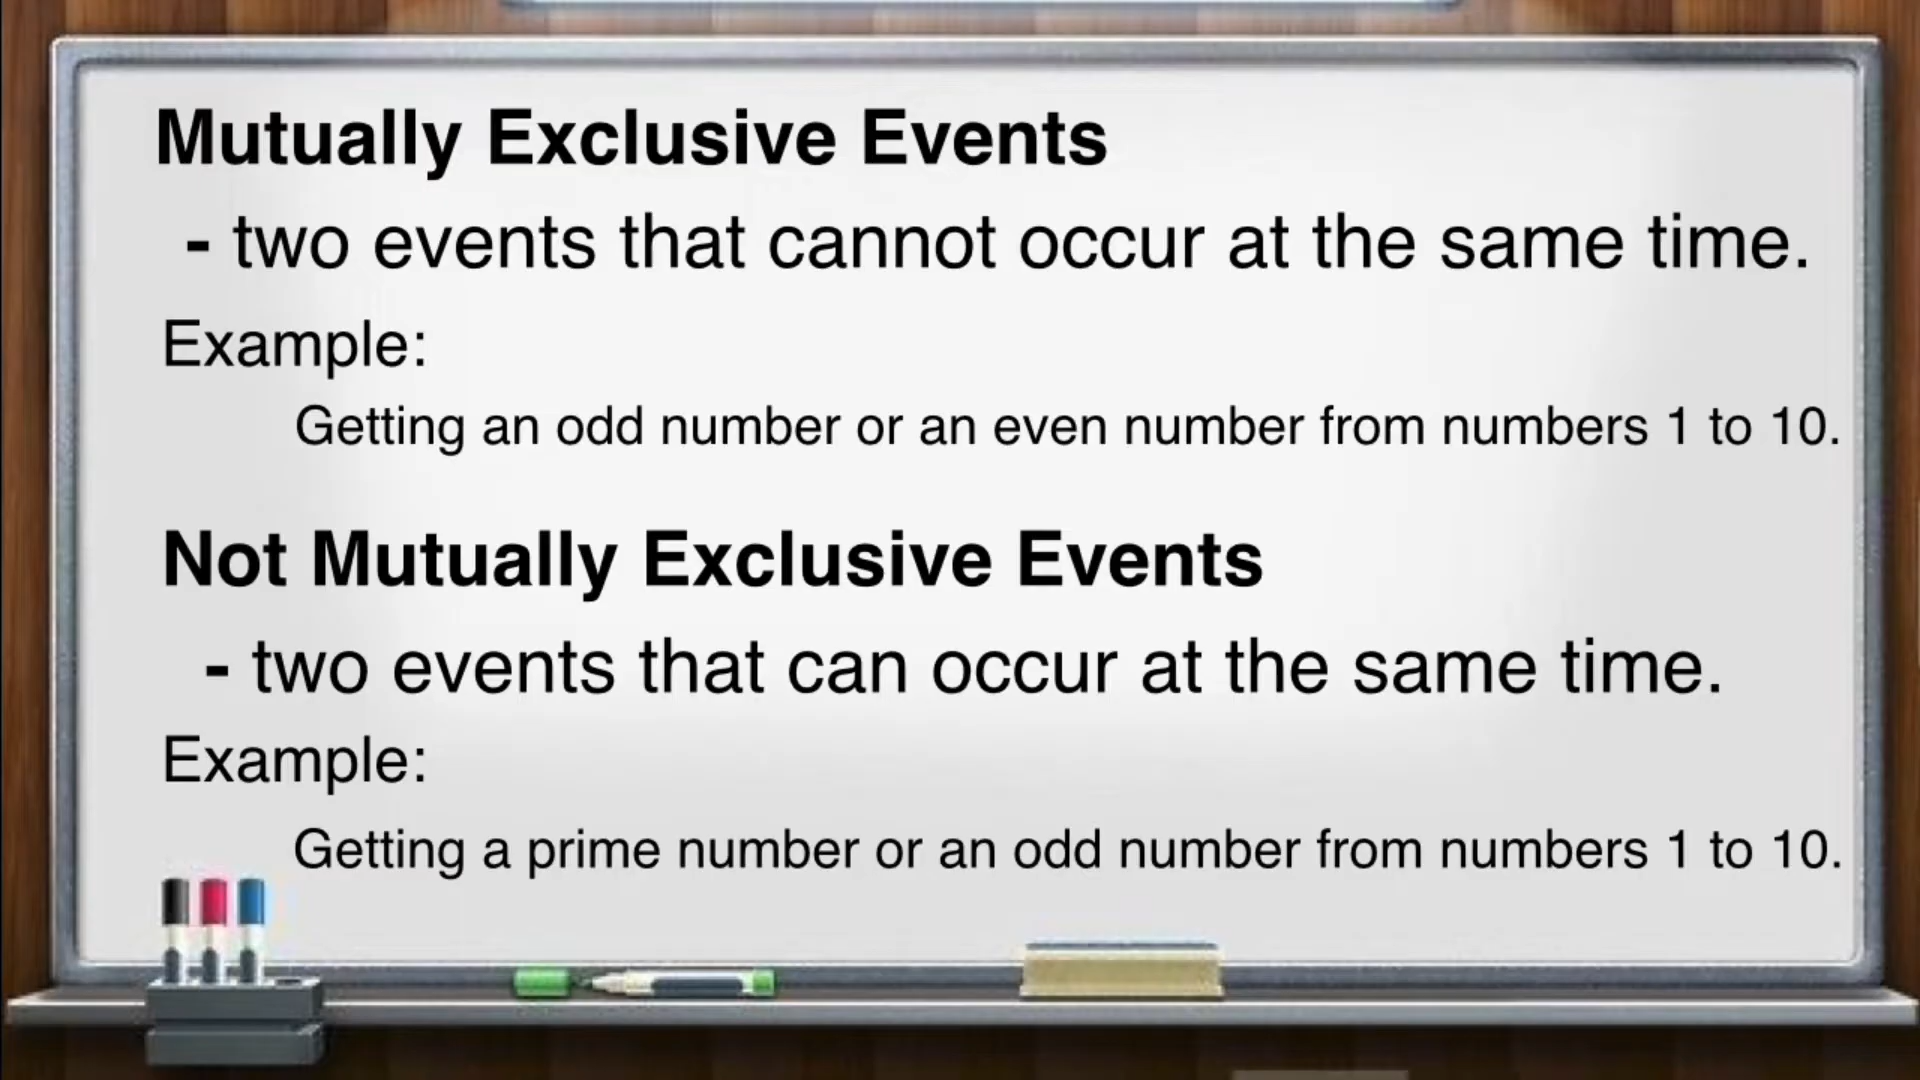 Mutually Exclusive Events
- two events that cannot occur at the same time.
Example:
Getting an odd number or an even number from numbers 1 to 10.
Not Mutually Exclusive Events
- two events that can occur at the same time.
Example:
Getting a prime number or an odd number from numbers 1 to 10.